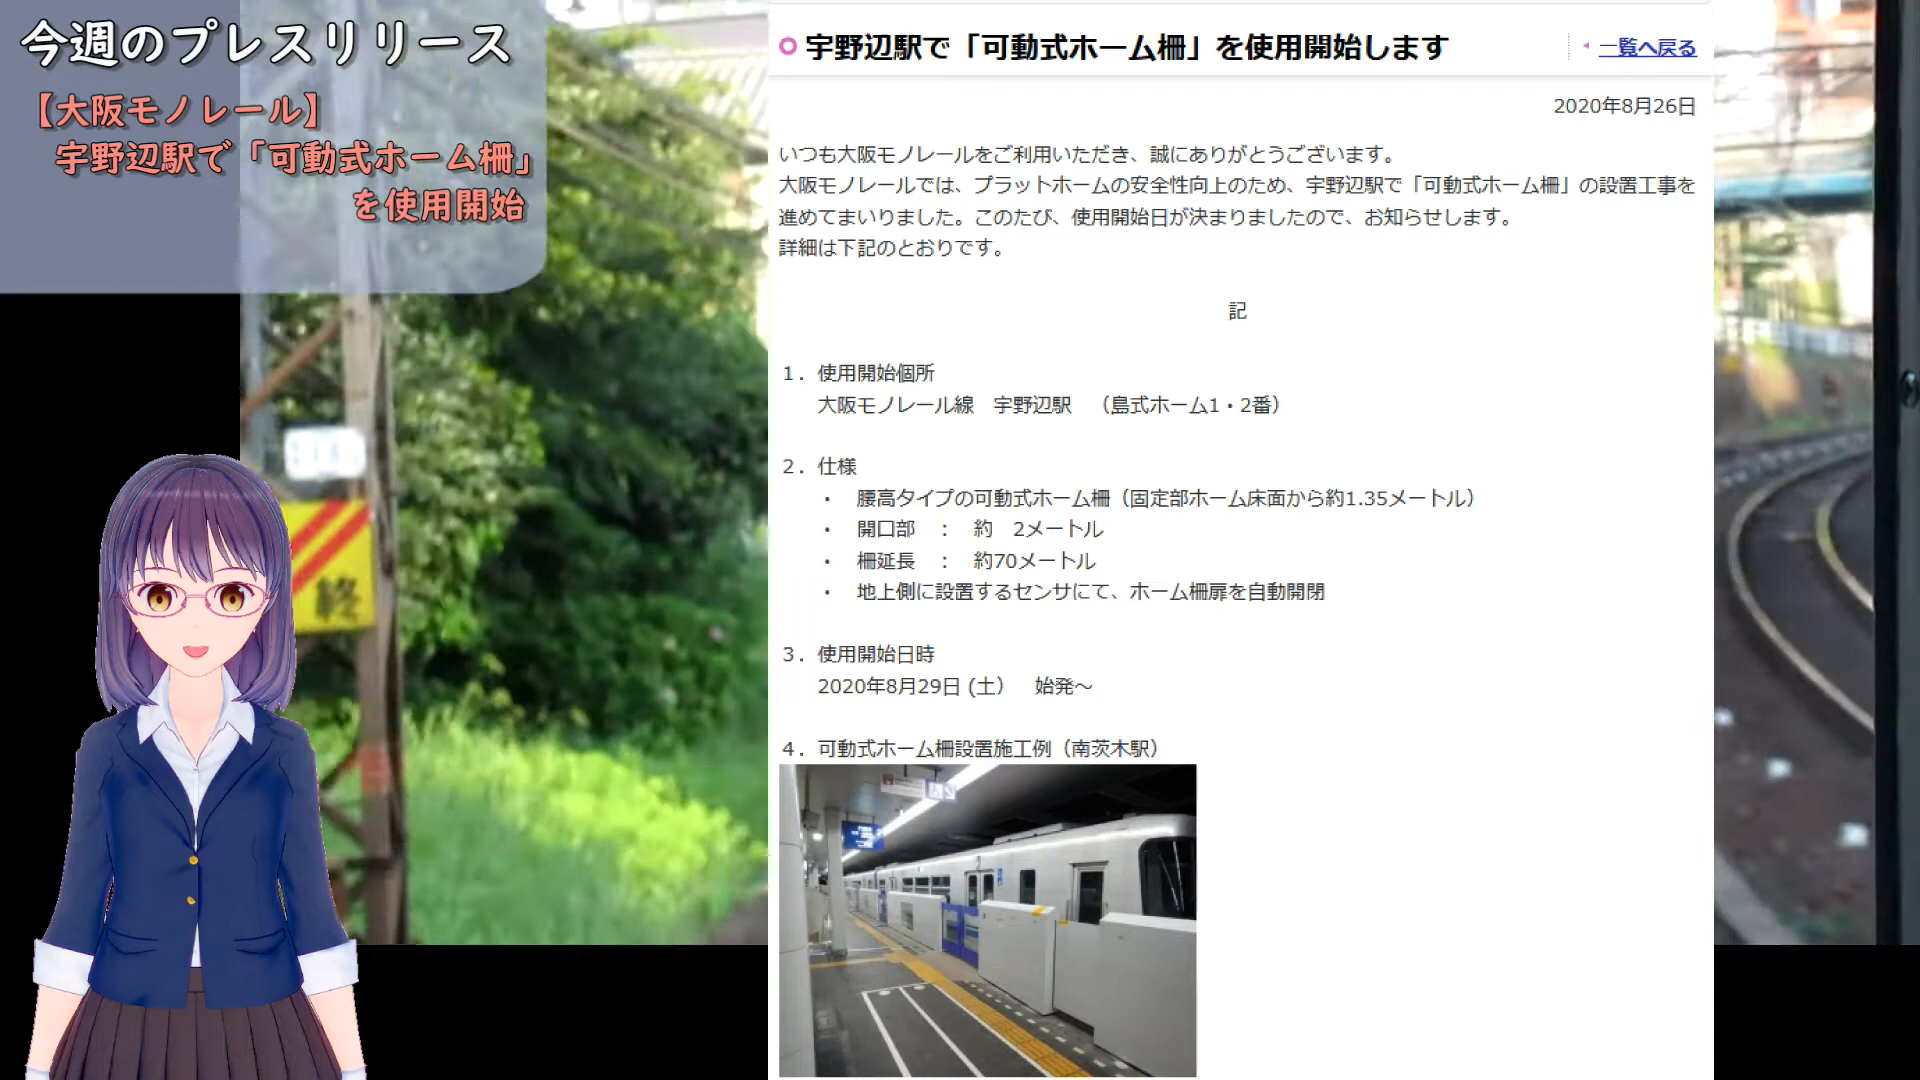 今週のプレスリリース
【大阪モノレール】
宇野辺駅で「可動式ホーム柵」
を使用開始
宇野辺駅で「可動式ホーム柵」を使用開始します
一覧へ戻る
2020年8月26日
いつも大阪モノレールをご利用いただき、誠にありがとうございます。
大阪モノレールでは、プラットホームの安全性向上のため、宇野辺駅で「可動式ホーム柵」の設置工事を
進めてまいりました。このたび、使用開始日が決まりましたので、お知らせします。
詳細は下記のとおりです。
記
1．使用開始個所
大阪モノレール線　宇野辺駅　（島式ホーム1・2番）
2．仕様
・　腰高タイプの可動式ホーム柵（固定部ホーム床面から約1.35メートル）
・　開口部　：　約　2メートル
・　柵延長　：　約70メートル
・　地上側に設置するセンサにて、ホーム柵扉を自動開閉
3．使用開始日時
2020年8月29日 (土）　始発～
4．可動式ホーム柵設置施工例（南茨木駅）
終